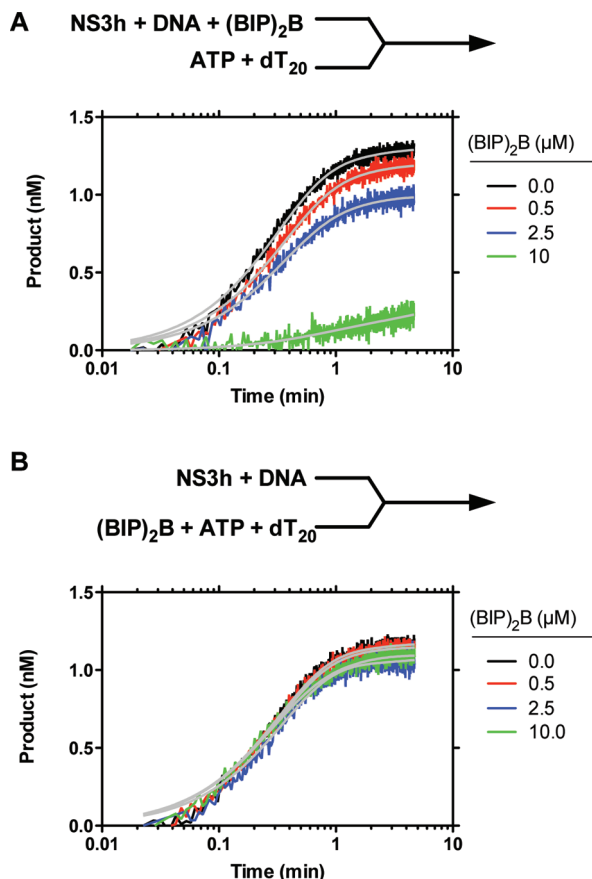 A
NS3h + DNA + (BIP)₂B
ATP + dT₂₀
1.5
1.0
0.5
0.0
Product (nM)
0.01
0.1
1
10
Time (min)
(BIP)₂B (µM)
0.0
0.5
2.5
10
B
NS3h + DNA
(BIP)₂B + ATP + dT₂₀
1.5
1.0
0.5
0.0
Product (nM)
0.01
0.1
1
10
Time (min)
(BIP)₂B (µM)
0.0
0.5
2.5
10.0